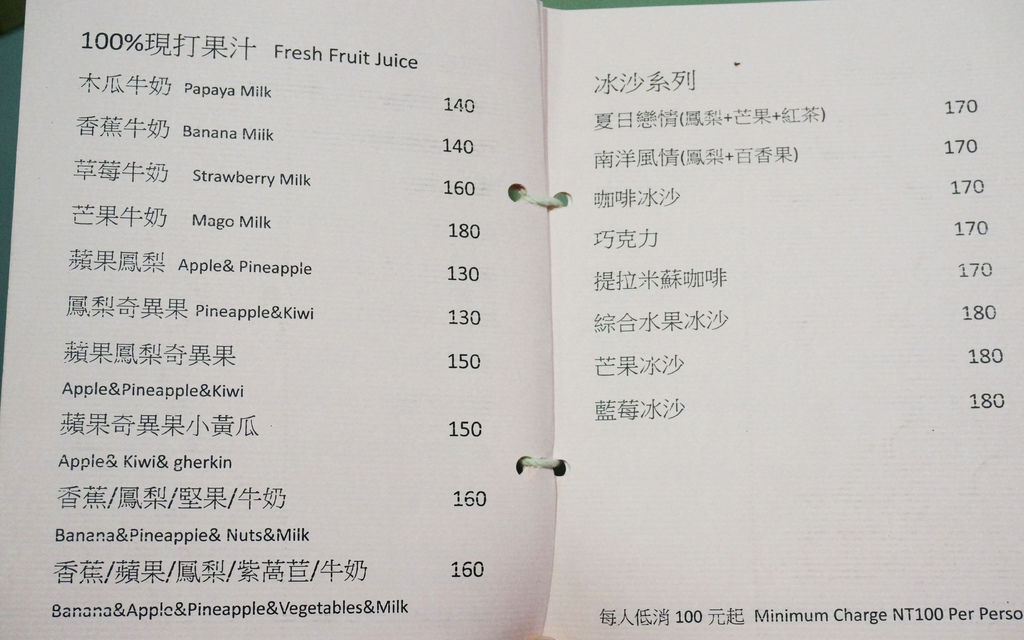 100%現打果汁 Fresh Fruit Juice
木瓜牛奶 Papaya Milk 140
香蕉牛奶 Banana Milk 140
草莓牛奶 Strawberry Milk 160
芒果牛奶 Mago Milk 180
蘋果鳳梨 Apple& Pineapple 130
鳳梨奇異果 Pineapple&Kiwi 130
蘋果鳳梨奇異果 150
Apple&Pineapple&Kiwi
蘋果奇異果小黃瓜 150
Apple& Kiwi& gherkin
香蕉/鳳梨/堅果/牛奶 160
Banana&Pineapple& Nuts&Milk
香蕉/蘋果/鳳梨/紫萵苣/牛奶 160
Banana&Apple&Pineapple&Vegetables&Milk
冰沙系列
夏日戀情(鳳梨+芒果+紅茶) 170
南洋風情(鳳梨+百香果) 170
咖啡冰沙 170
巧克力 170
提拉米蘇咖啡 170
綜合水果冰沙 180
芒果冰沙 180
藍莓冰沙 180
每人低消 100 元起 Minimum Charge NT100 Per Perso